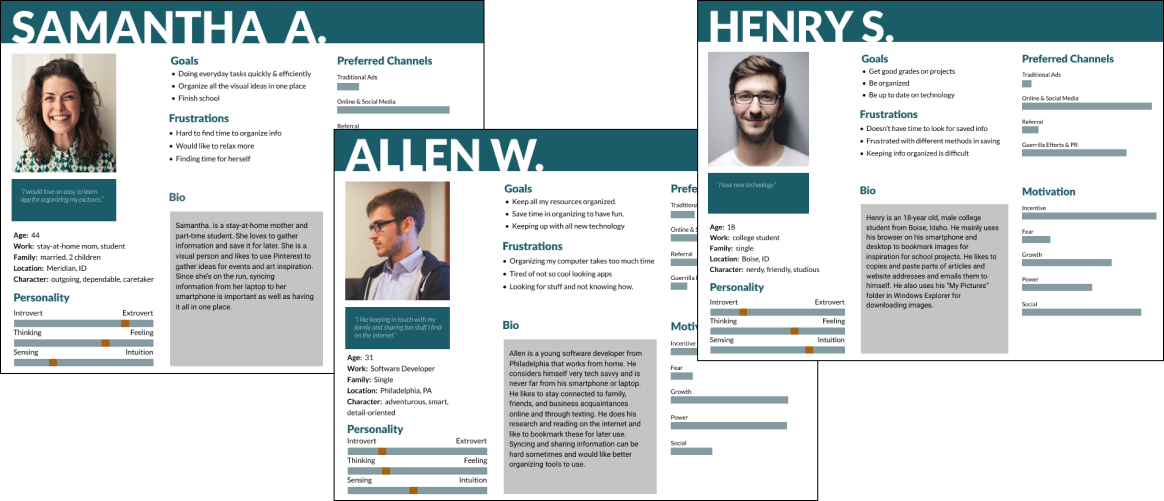 SAMANTHA A.
Goals
• Doing everyday tasks quickly & efficiently
• Organize all the visual ideas in one place
• Finish school
Frustrations
• Hard to find time to organize info
• Would like to relax more
• Finding time for herself
Preferred Channels
Traditional Ads
Online & Social Media
Referral
"I would love an easy to learn
app for organizing my pictures."
Age: 44
Work: stay-at-home mom, student
Family: married, 2 children
Location: Meridian, ID
Character: outgoing, dependable, caretaker
Personality
Introvert Extrovert
Thinking Feeling
Sensing Intuition
Bio
Samantha. is a stay-at-home mother and
part-time student. She loves to gather
information and save it for later. She is a
visual person and likes to use Pinterest to
gather ideas for events and art inspiration.
Since she's on the run, syncing
information from her laptop to her
smartphone is important as well as having
it all in one place.
ALLEN W.
Goals
• Keep all my resources organized.
• Save time in organizing to have fun.
• Keeping up with all new technology
Frustrations
• Organizing my computer takes too much time
• Tired of not so cool looking apps
• Looking for stuff and not knowing how.
Prefe
Traditiona
Online & S
Referral
Guerrilla E
"I like keeping in touch with my
family and sharing fun stuff I find
on the internet."
Age: 31
Work: Software Developer
Family: Single
Location: Philadelphia, PA
Character: adventurous, smart,
detail-oriented
Personality
Introvert Extrovert
Thinking Feeling
Sensing Intuition
Bio
Allen is a young software developer from
Philadelphia that works from home. He
considers himself very tech savvy and is
never far from his smartphone or laptop.
He likes to stay connected to family,
friends, and business acquaintances
online and through texting. He does his
research and reading on the internet and
like to bookmark these for later use.
Syncing and sharing information can be
hard sometimes and would like better
organizing tools to use.
Motiv
Incentive
Fear
Growth
Power
Social
HENRY S.
Goals
• Get good grades on projects
• Be organized
• Be up to date on technology
Frustrations
• Doesn't have time to look for saved info
• Frustrated with different methods in saving
• Keeping info organized is difficult
Preferred Channels
Traditional Ads
Online & Social Media
Referral
Guerrilla Efforts & PR
"I love new technology"
Age: 18
Work: college student
Family: single
Location: Boise, ID
Character: nerdy, friendly, studious
Personality
Introvert Extrovert
Thinking Feeling
Sensing Intuition
Bio
Henry is an 18-year old, male college
student from Boise, Idaho. He mainly uses
his browser on his smartphone and
desktop to bookmark images for
inspiration for school projects. He likes to
copies and paste parts of articles and
website addresses and emails them to
himself. He also uses his "My Pictures"
folder in Windows Explorer for
downloading images.
Motivation
Incentive
Fear
Growth
Power
Social